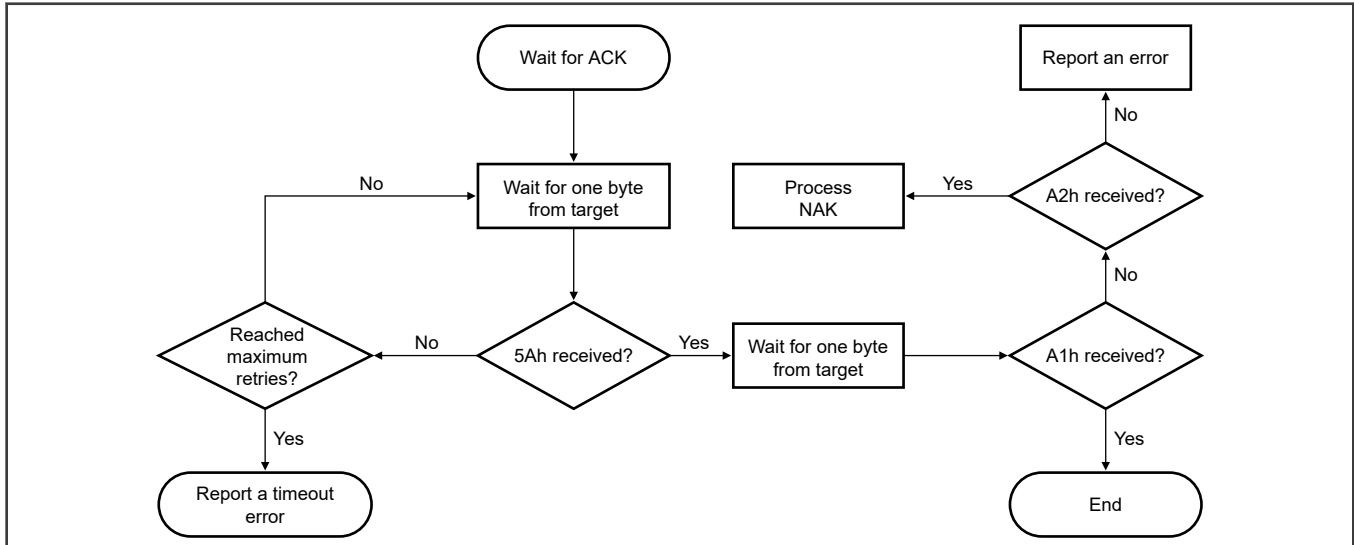 Wait for ACK
Report an error
No
No
Wait for one byte
from target
Process
NAK
Yes
A2h received?
No
Reached
maximum
retries?
No
5Ah received?
Yes
Wait for one byte
from target
A1h received?
Yes
Yes
Report a timeout
error
End